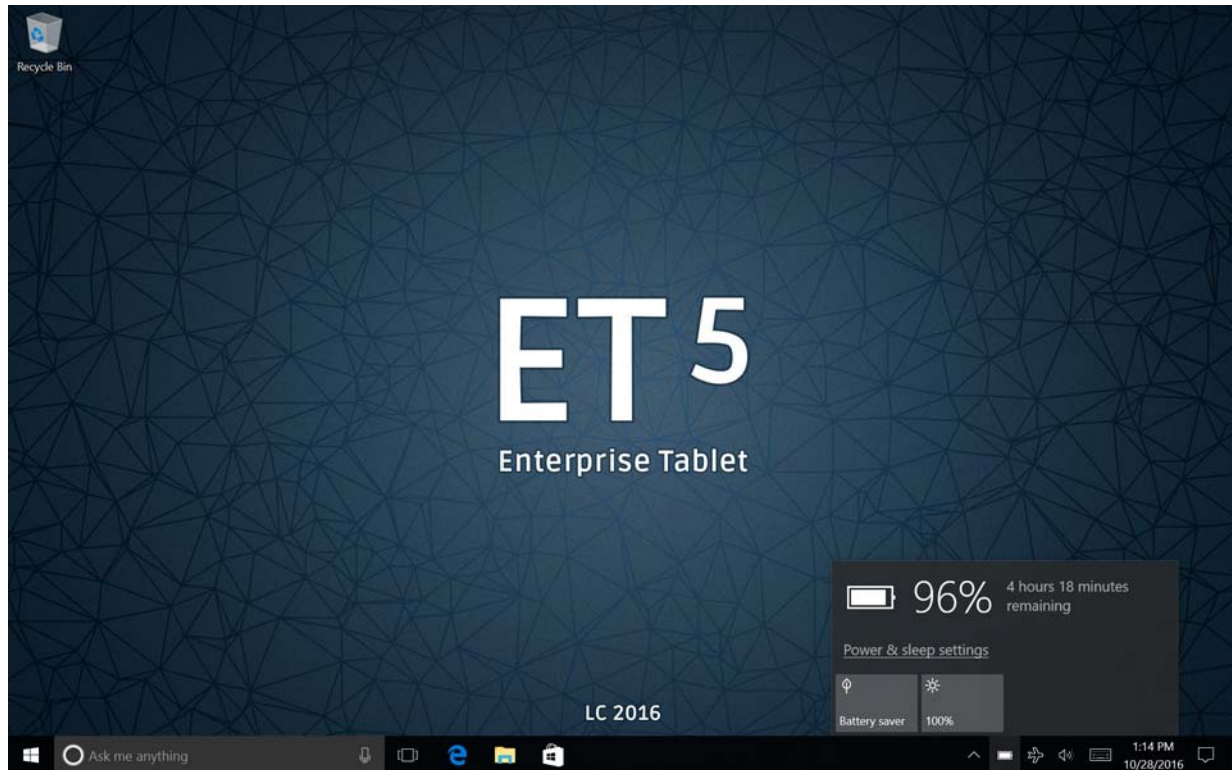 Recycle Bin
ET 5
Enterprise Tablet
96%
4 hours 18 minutes
remaining
Power & sleep settings
Battery saver
100%
LC 2016
Ask me anything
1:14 PM
10/28/2016